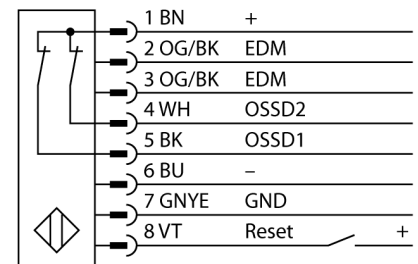 1 BN +
2 OG/BK EDM
3 OG/BK EDM
4 WH OSSD2
5 BK OSSD1
6 BU –
7 GNYE GND
8 VT Reset +